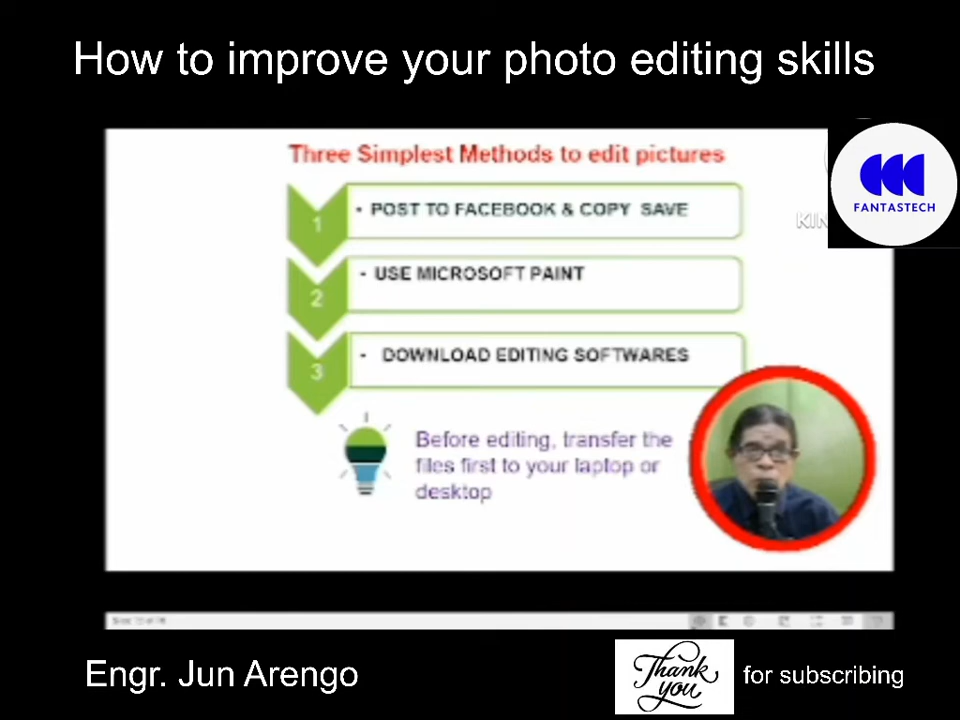 How to improve your photo editing skills
Three Simplest Methods to edit pictures
1
• POST TO FACEBOOK & COPY SAVE
KIN
FANTASTECH
2
• USE MICROSOFT PAINT
3
• DOWNLOAD EDITING SOFTWARES
Before editing, transfer the
files first to your laptop or
desktop
Engr. Jun Arengo
Thank
you
for subscribing